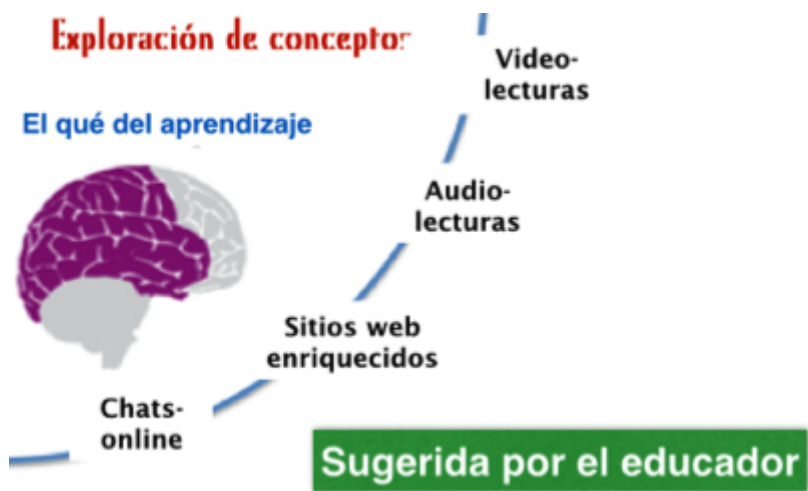 Exploración de conceptos
Video-
lecturas
El qué del aprendizaje
Audio-
lecturas
Sitios web
enriquecidos
Chats-
online
Sugerida por el educador